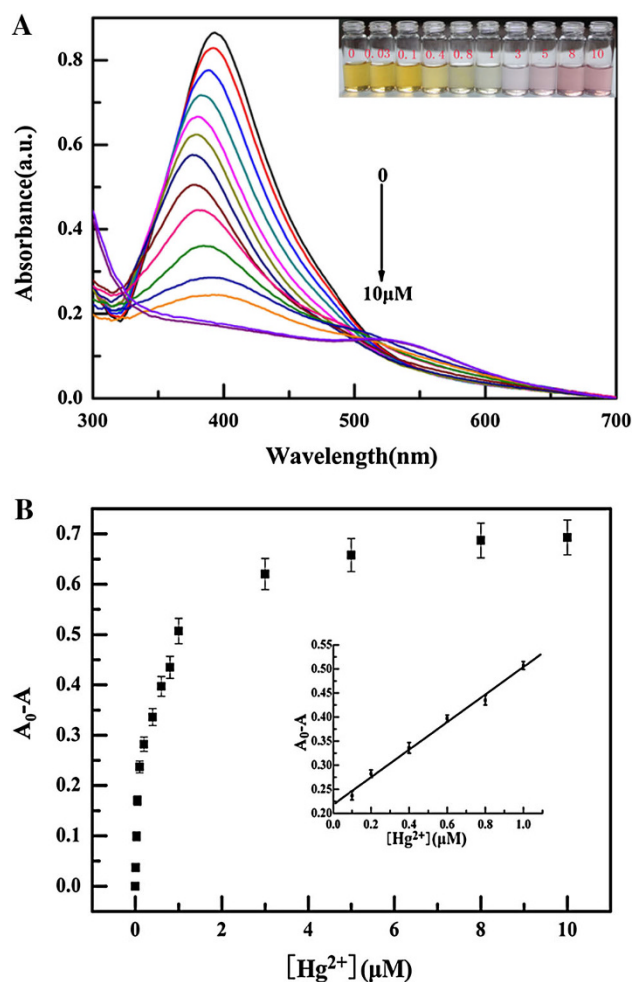 A
0 0.03 0.1 0.4 0.8 1 3 5 8 10
0.8
0.6
0.4
0.2
0.0
Absorbance(a.u.)
0
10μM
300 400 500 600 700
Wavelength(nm)
B
0.7
0.6
0.5
0.4
0.3
0.2
0.1
0.0
A₀-A
0.55
0.50
0.45
0.40
0.35
0.30
0.25
0.20
A₀-A
0.0 0.2 0.4 0.6 0.8 1.0
[Hg²⁺](μM)
0 2 4 6 8 10
[Hg²⁺](μM)